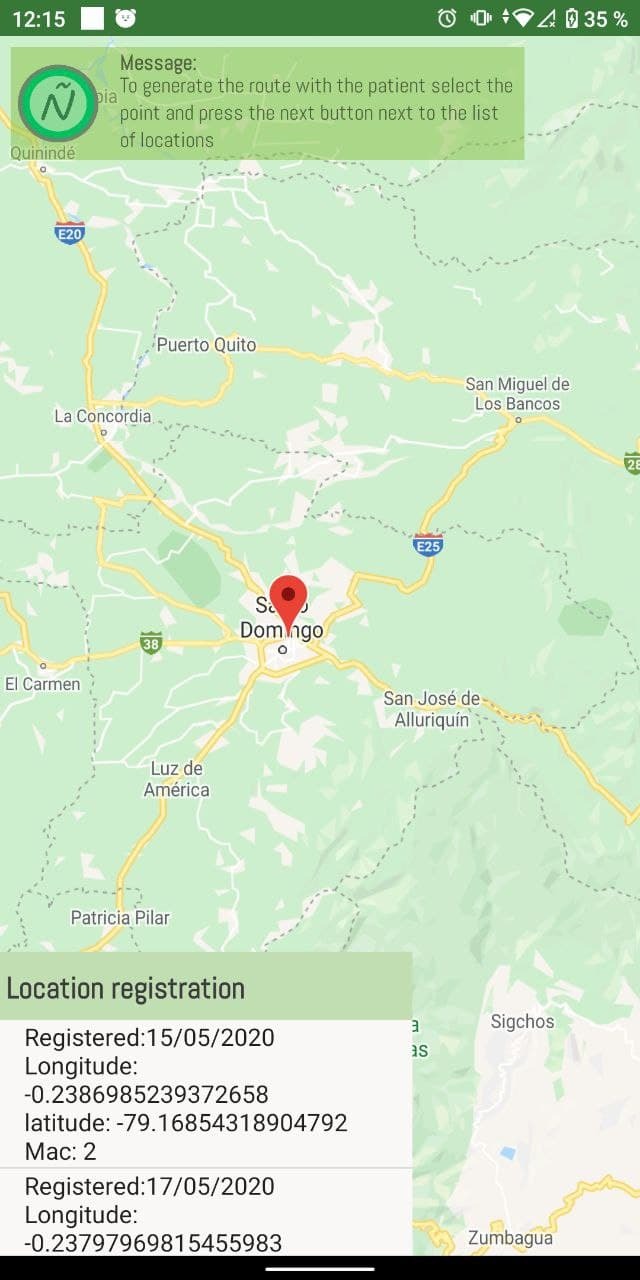 12:15
35 %
Message:
To generate the route with the patient select the
point and press the next button next to the list
of locations
Ñ
Quinindé
E20
Puerto Quito
San Miguel de
Los Bancos
La Concordia
28
E25
Domingo
38
El Carmen
San José de
Alluriquín
Luz de
América
Patricia Pilar
Location registration
Registered:15/05/2020
Longitude:
-0.2386985239372658
latitude: -79.16854318904792
Mac: 2
Registered:17/05/2020
Longitude:
-0.23797969815455983
Sigchos
Zumbagua